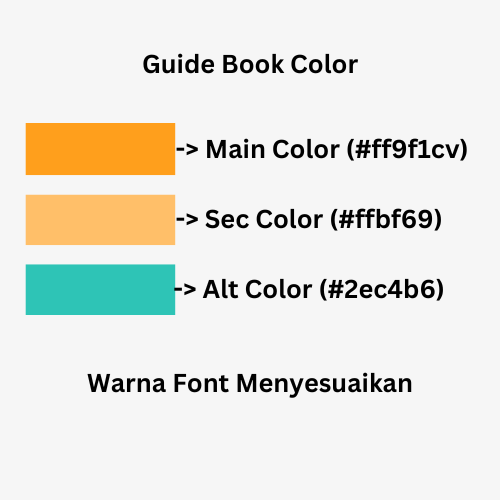 Guide Book Color
-> Main Color (#ff9f1cv)
-> Sec Color (#ffbf69)
-> Alt Color (#2ec4b6)
Warna Font Menyesuaikan